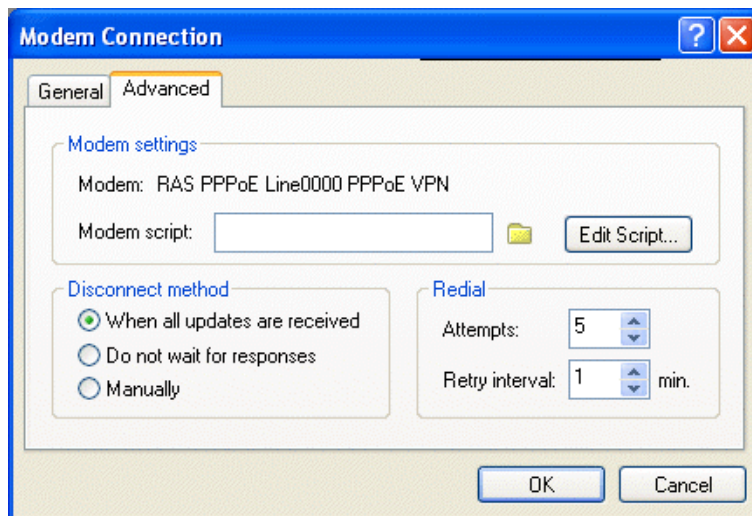 Modem Connection
General Advanced
Modem settings
Modem: RAS PPPoE Line0000 PPPoE VPN
Modem script: Edit Script...
Disconnect method
When all updates are received
Do not wait for responses
Manually
Redial
Attempts: 5
Retry interval: 1 min.
OK Cancel